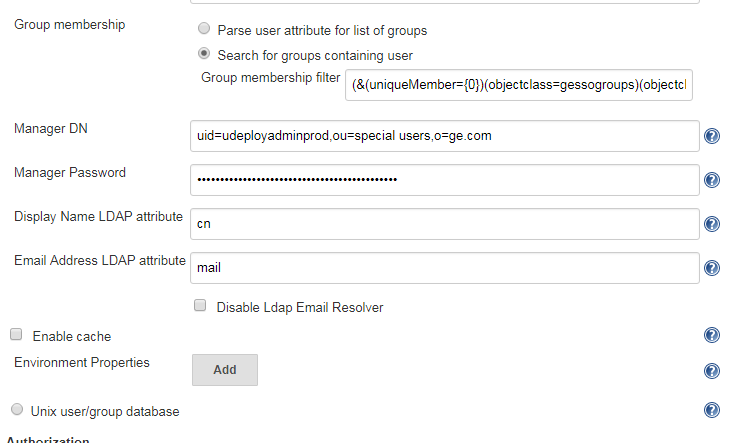 Group membership
Parse user attribute for list of groups
Search for groups containing user
Group membership filter (&(uniqueMember={0})(objectclass=gessogroups)(objectcl
Manager DN uid=udeployadminprod,ou=special users,o=ge.com
Manager Password ••••••••••••••••••••••••••••••••••••••••••••
Display Name LDAP attribute cn
Email Address LDAP attribute mail
Disable Ldap Email Resolver
Enable cache
Environment Properties Add
Unix user/group database
Authorization